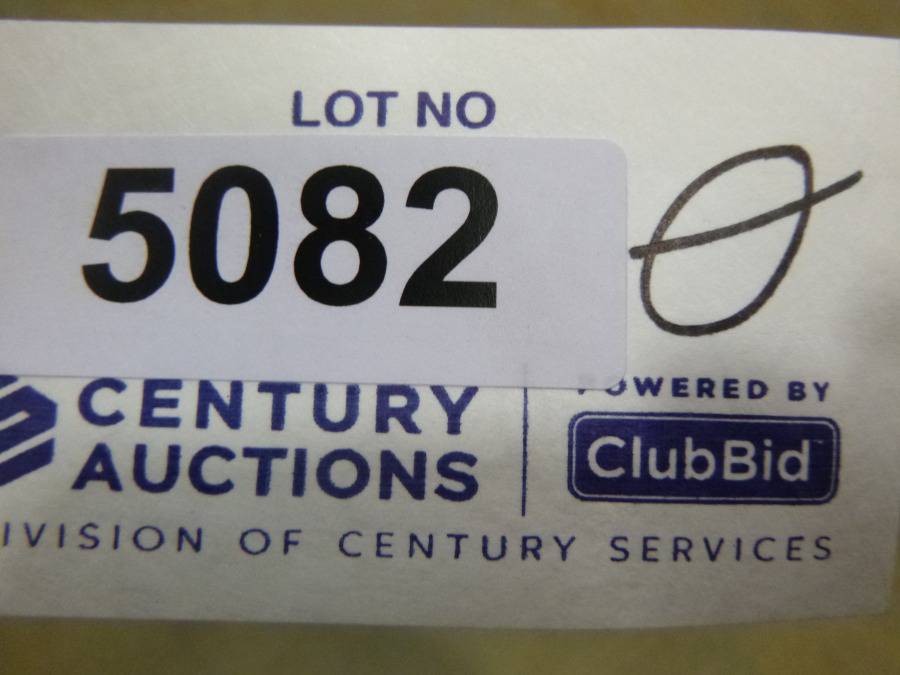 LOT NO
5082
CENTURY
AUCTIONS
POWERED BY
ClubBid
IVISION OF CENTURY SERVICES